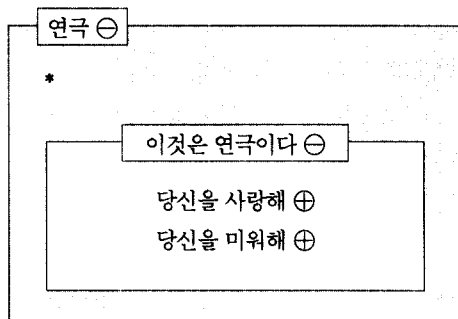 연극 ⊖
*
이것은 연극이다 ⊖
당신을 사랑해 ⊕
당신을 미워해 ⊕